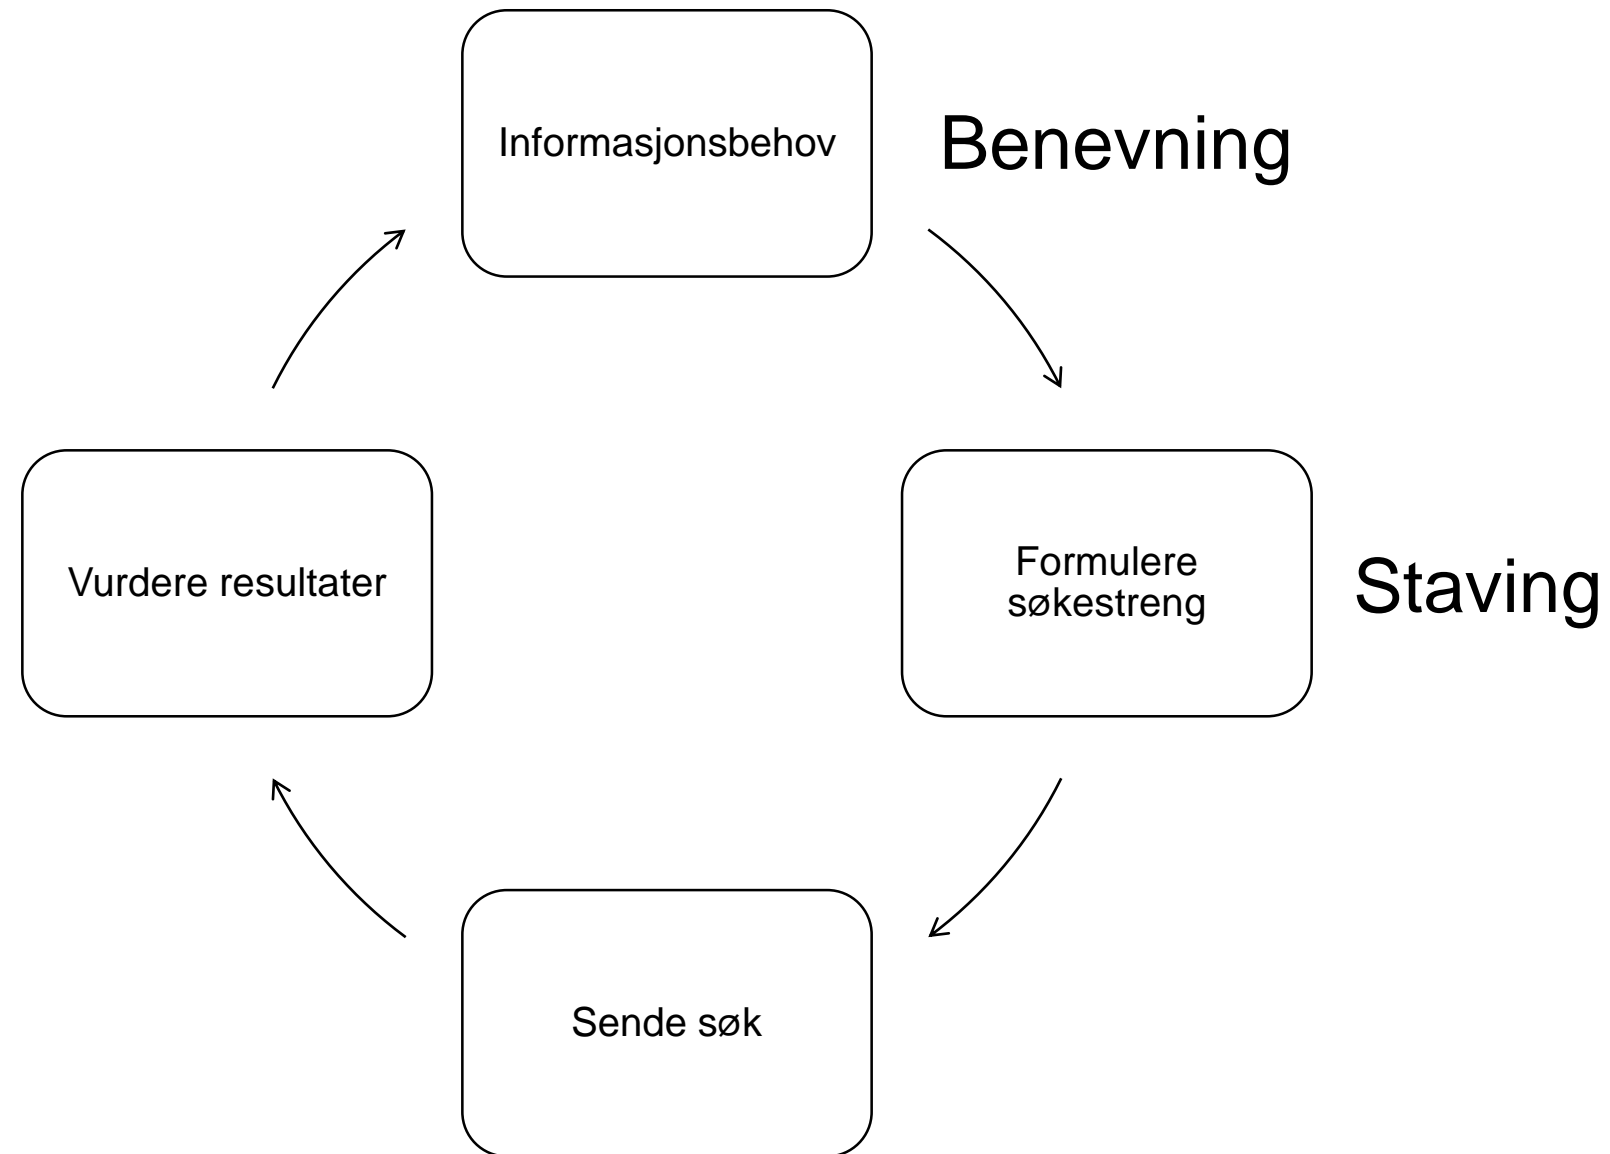 Informasjonsbehov
Benevning
Vurdere resultater
Formulere
søkestreng
Staving
Sende søk